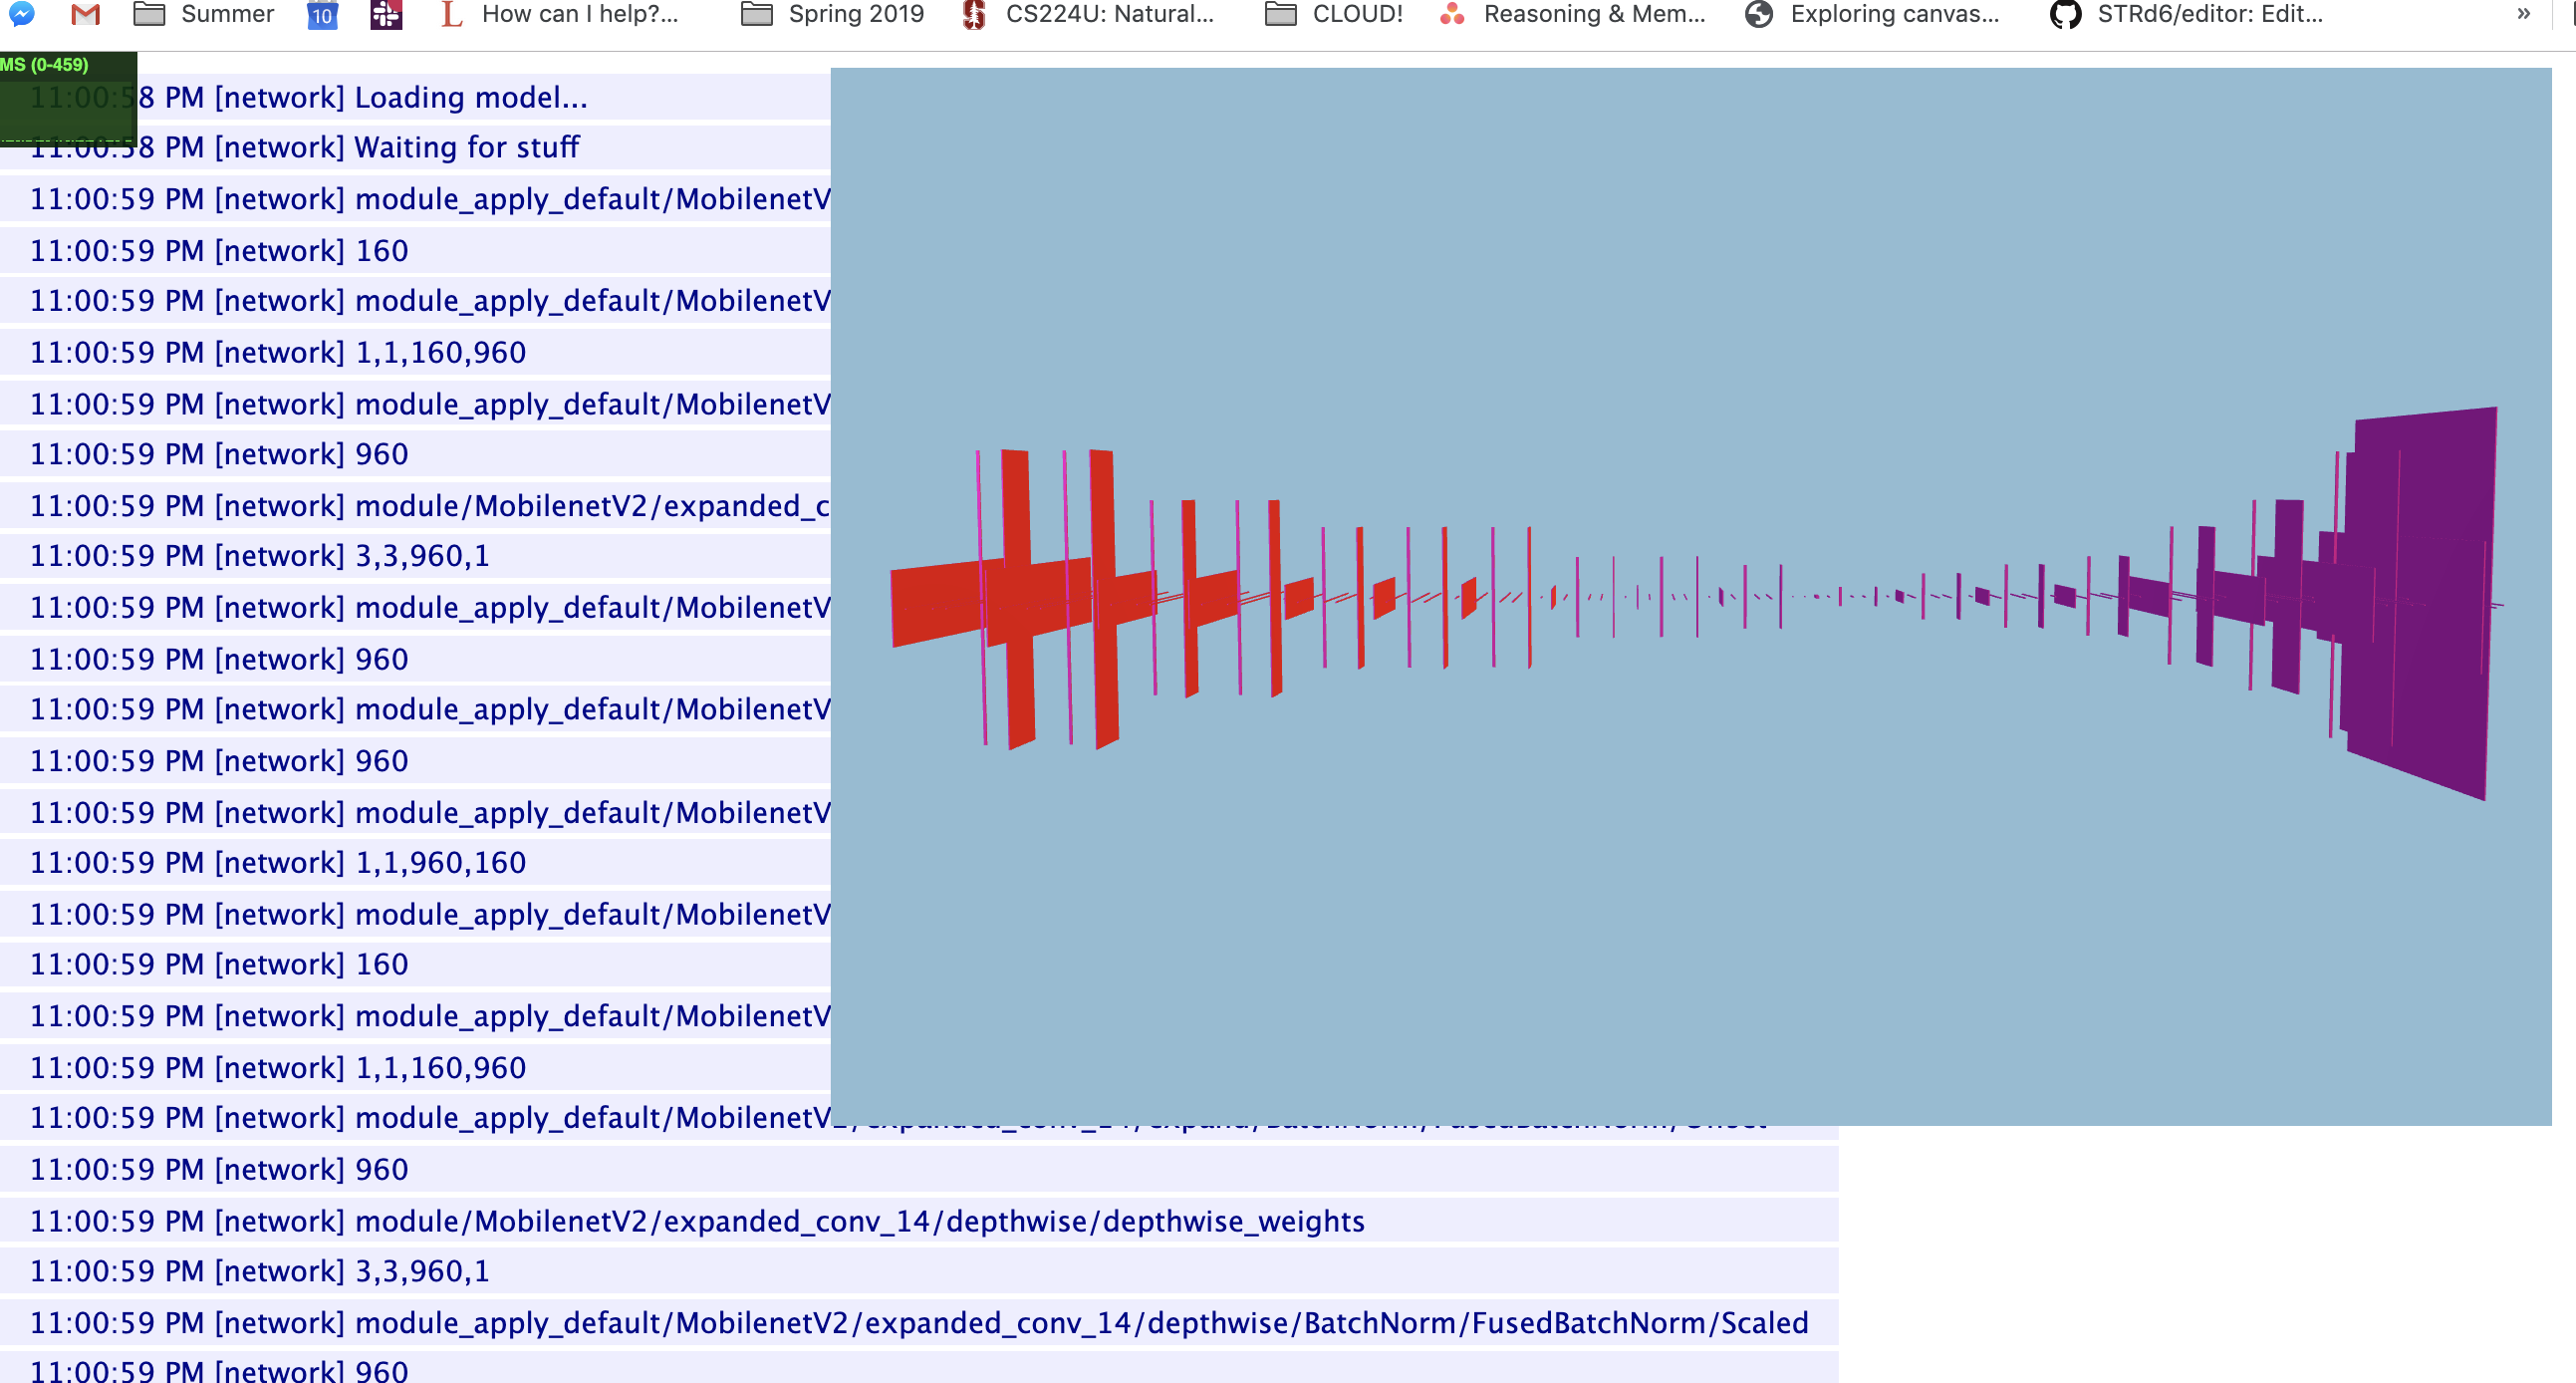 10 L How can I help?... Summer Spring 2019 CS224U: Natural... CLOUD! Reasoning & Mem... Exploring canvas... STRd6/editor: Edit... »
MS (0-459)
11:00:58 PM [network] Loading model...
11:00:58 PM [network] Waiting for stuff
11:00:59 PM [network] module_apply_default/MobilenetV
11:00:59 PM [network] 160
11:00:59 PM [network] module_apply_default/MobilenetV
11:00:59 PM [network] 1,1,160,960
11:00:59 PM [network] module_apply_default/MobilenetV
11:00:59 PM [network] 960
11:00:59 PM [network] module/MobilenetV2/expanded_c
11:00:59 PM [network] 3,3,960,1
11:00:59 PM [network] module_apply_default/MobilenetV
11:00:59 PM [network] 960
11:00:59 PM [network] module_apply_default/MobilenetV
11:00:59 PM [network] 960
11:00:59 PM [network] module_apply_default/MobilenetV
11:00:59 PM [network] 1,1,960,160
11:00:59 PM [network] module_apply_default/MobilenetV
11:00:59 PM [network] 160
11:00:59 PM [network] module_apply_default/MobilenetV
11:00:59 PM [network] 1,1,160,960
11:00:59 PM [network] module_apply_default/MobilenetV2/expanded_conv_14/expand/BatchNorm/FusedBatchNorm/Offset
11:00:59 PM [network] 960
11:00:59 PM [network] module/MobilenetV2/expanded_conv_14/depthwise/depthwise_weights
11:00:59 PM [network] 3,3,960,1
11:00:59 PM [network] module_apply_default/MobilenetV2/expanded_conv_14/depthwise/BatchNorm/FusedBatchNorm/Scaled
11:00:59 PM [network] 960